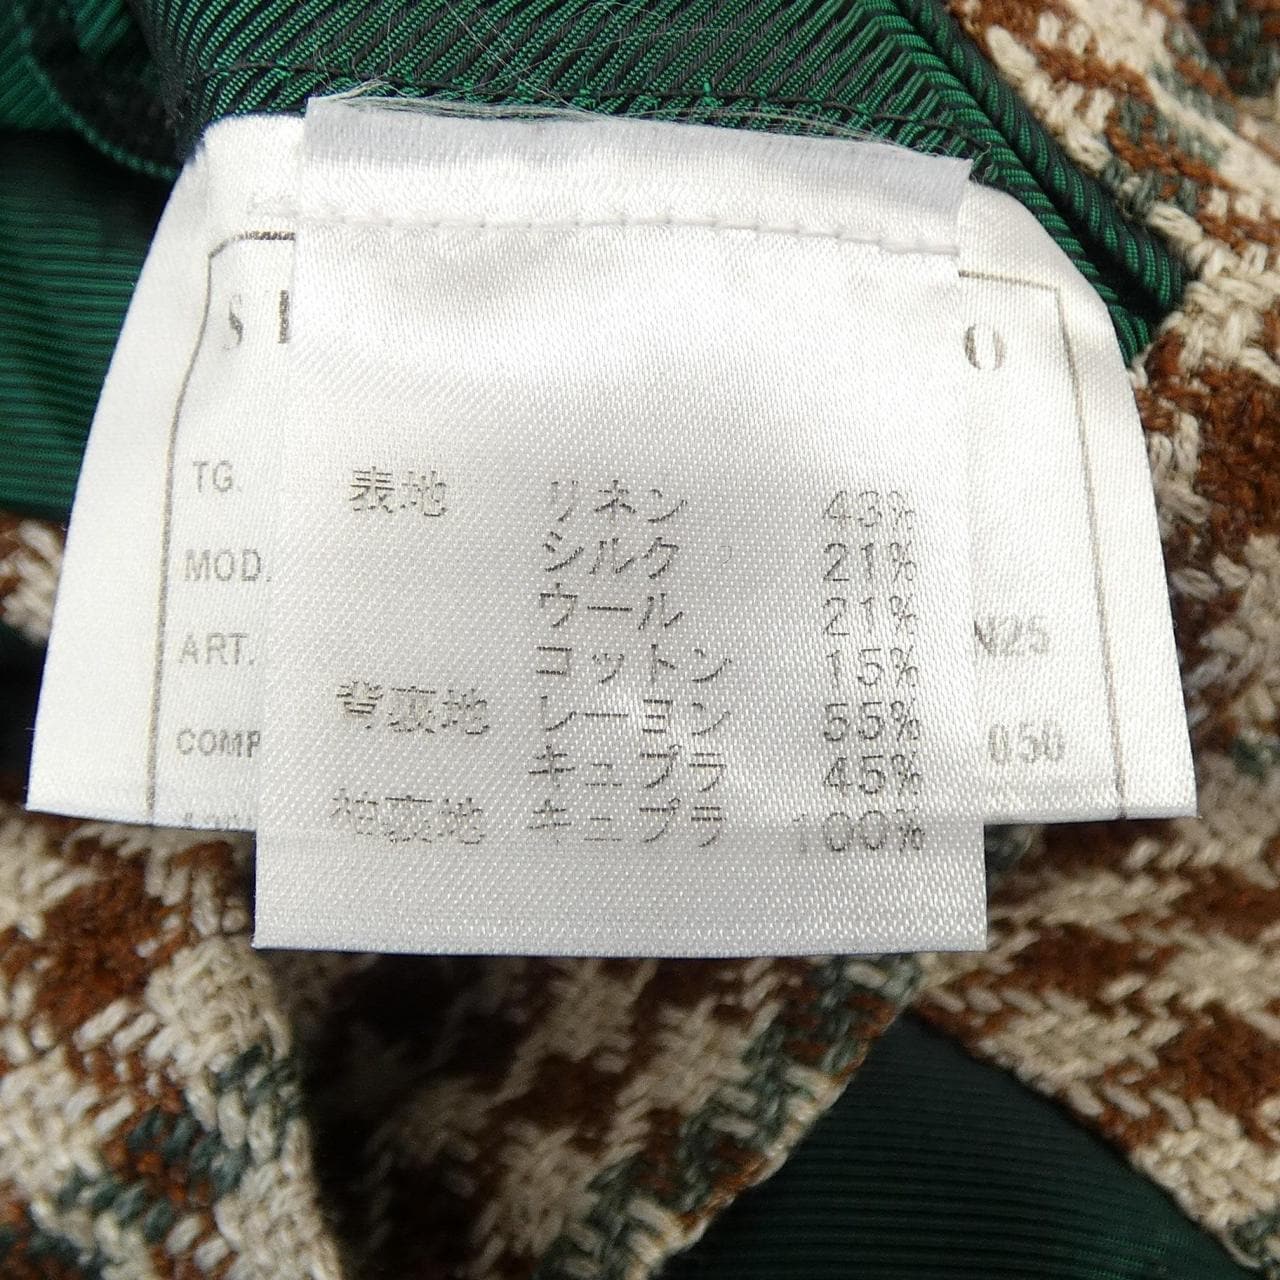 S I
O
TG.
MOD.
ART.
N25
COMP
050
表地 リネン 43%
シルク 21%
ウール 21%
コットン 15%
背裏地 レーヨン 55%
キュプラ 45%
袖裏地 キュプラ 100%